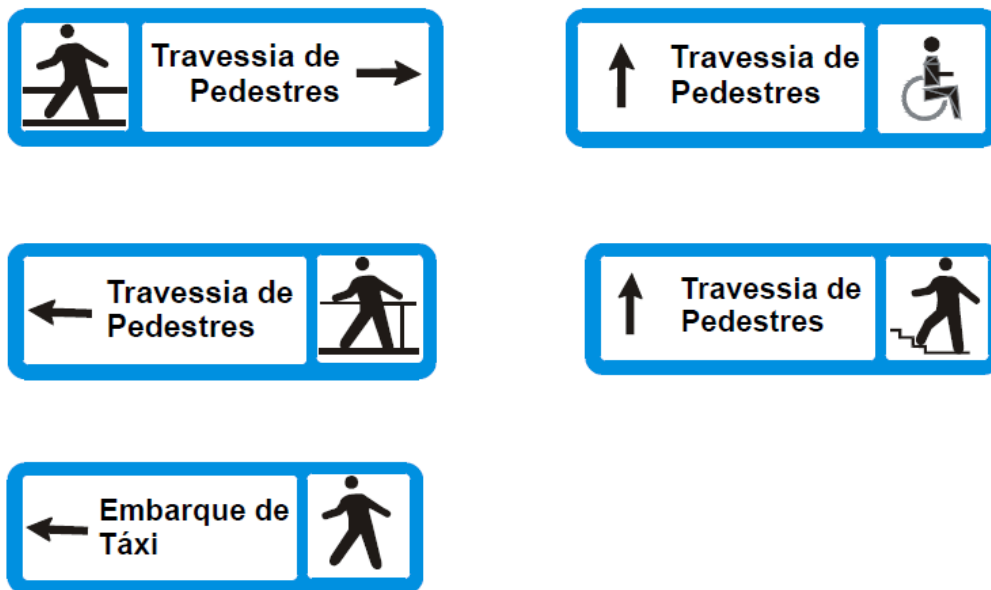 Travessia de
Pedestres
Travessia de
Pedestres
Travessia de
Pedestres
Travessia de
Pedestres
Embarque de
Táxi